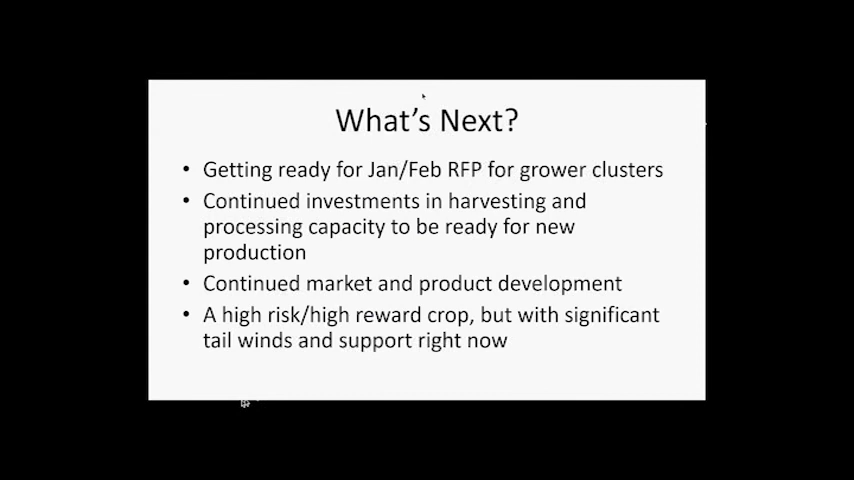 What's Next?
• Getting ready for Jan/Feb RFP for grower clusters
• Continued investments in harvesting and
processing capacity to be ready for new
production
• Continued market and product development
• A high risk/high reward crop, but with significant
tail winds and support right now